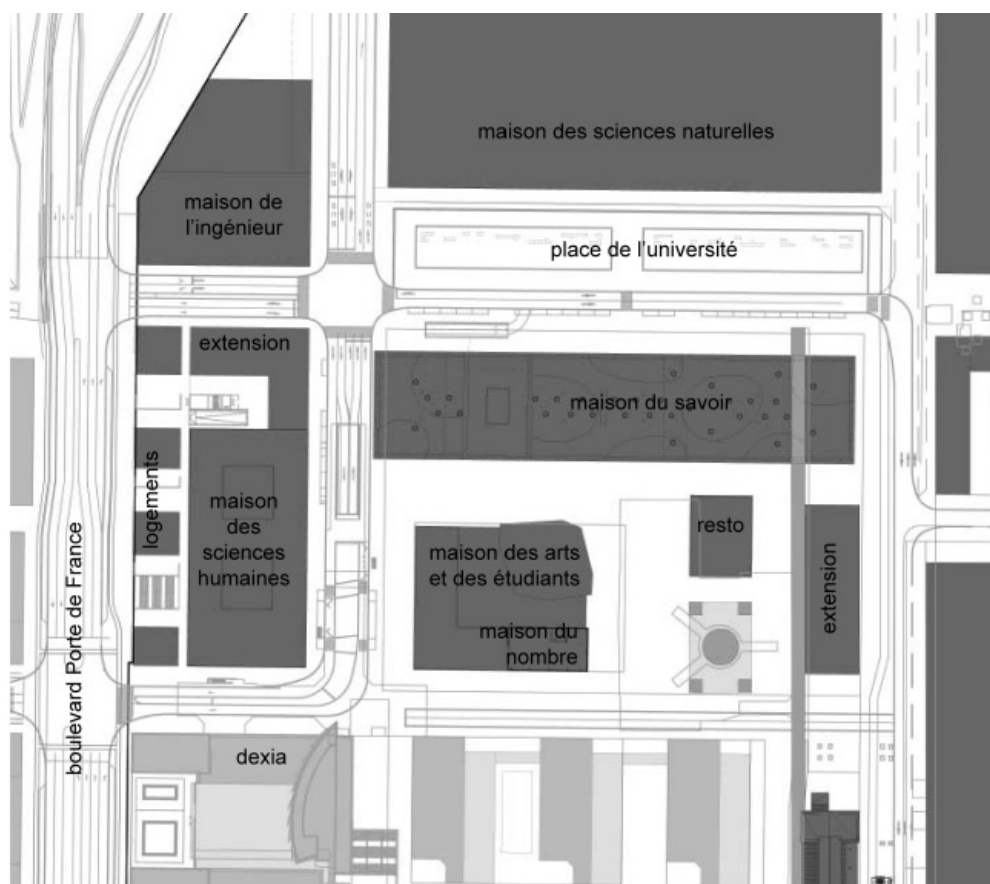 maison des sciences naturelles
maison de
l'ingénieur
place de l'université
extension
maison du savoir
logements
maison
des
sciences
humaines
maison des arts
et des étudiants
resto
extension
maison du
nombre
boulevard Porte de France
dexia